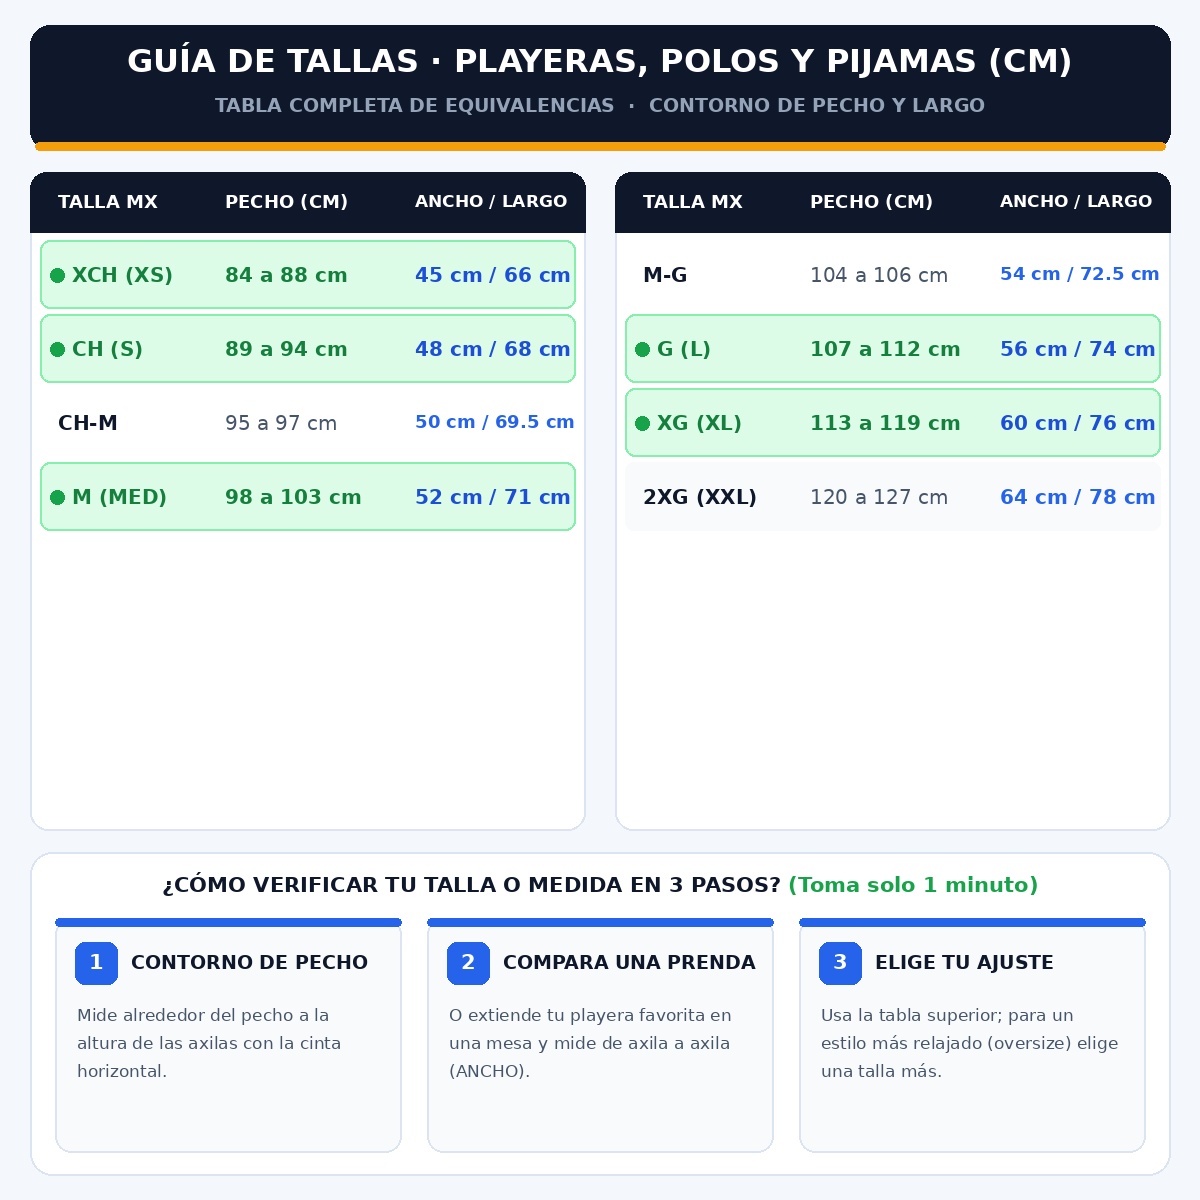 GUÍA DE TALLAS · PLAYERAS, POLOS Y PIJAMAS (CM)
TABLA COMPLETA DE EQUIVALENCIAS · CONTORNO DE PECHO Y LARGO
TALLA MX PECHO (CM) ANCHO / LARGO
XCH (XS) 84 a 88 cm 45 cm / 66 cm
CH (S) 89 a 94 cm 48 cm / 68 cm
CH-M 95 a 97 cm 50 cm / 69.5 cm
M (MED) 98 a 103 cm 52 cm / 71 cm
TALLA MX PECHO (CM) ANCHO / LARGO
M-G 104 a 106 cm 54 cm / 72.5 cm
G (L) 107 a 112 cm 56 cm / 74 cm
XG (XL) 113 a 119 cm 60 cm / 76 cm
2XG (XXL) 120 a 127 cm 64 cm / 78 cm
¿CÓMO VERIFICAR TU TALLA O MEDIDA EN 3 PASOS? (Toma solo 1 minuto)
1 CONTORNO DE PECHO
Mide alrededor del pecho a la
altura de las axilas con la cinta
horizontal.
2 COMPARA UNA PRENDA
O extiende tu playera favorita en
una mesa y mide de axila a axila
(ANCHO).
3 ELIGE TU AJUSTE
Usa la tabla superior; para un
estilo más relajado (oversize) elige
una talla más.